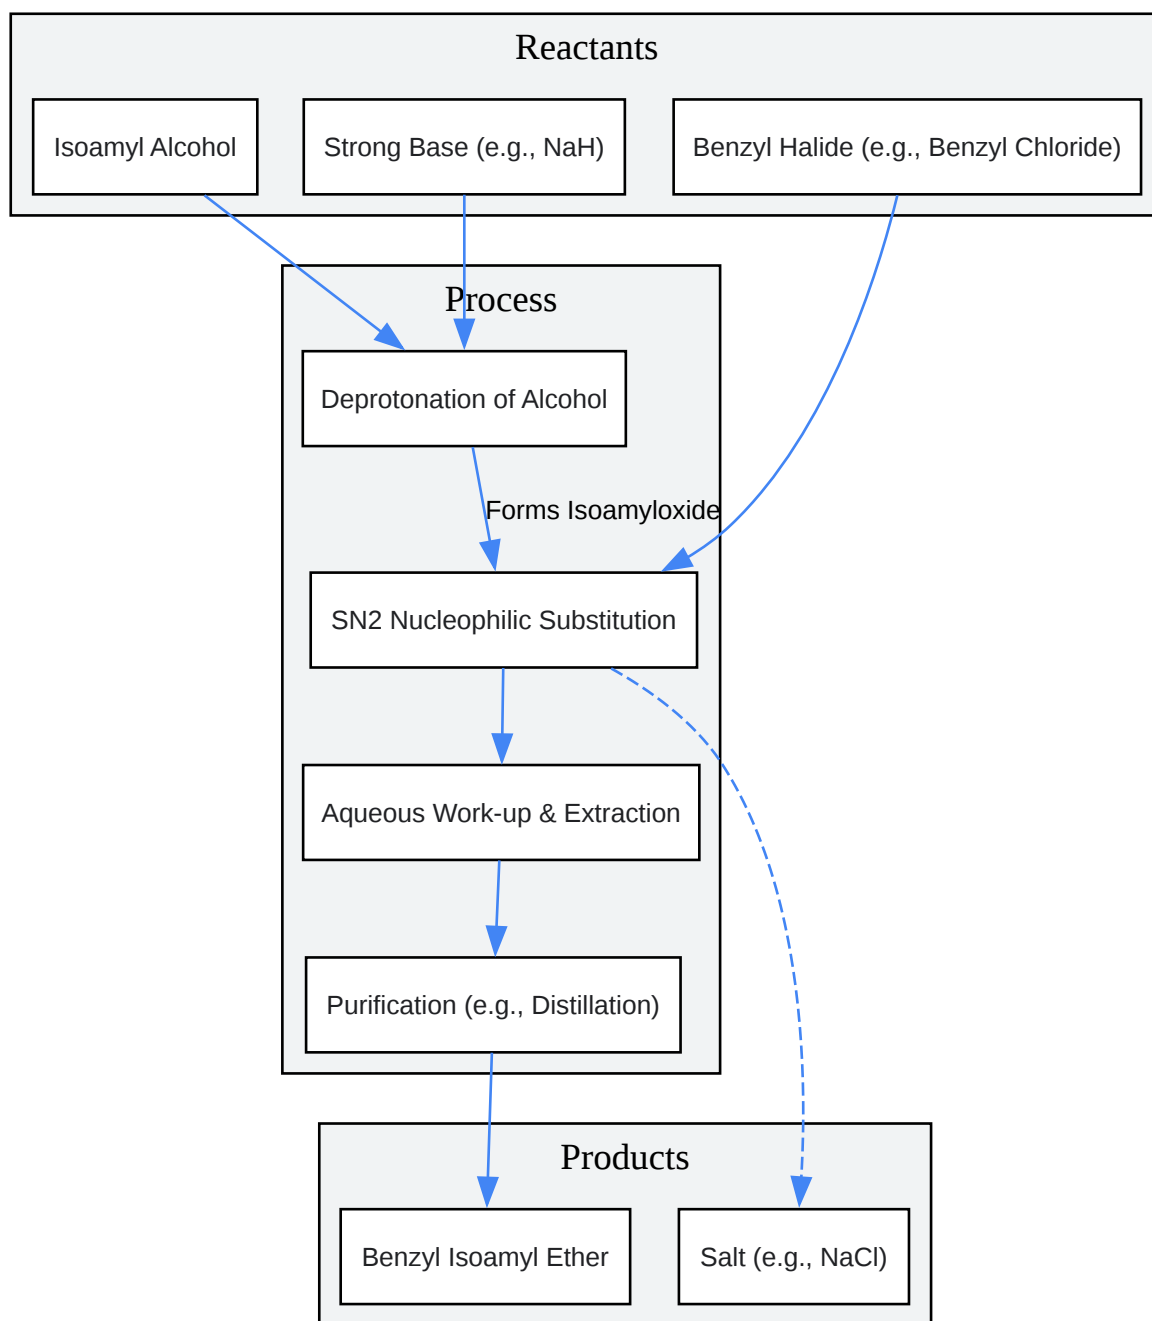 Reactants
Isoamyl Alcohol
Strong Base (e.g., NaH)
Benzyl Halide (e.g., Benzyl Chloride)
Process
Deprotonation of Alcohol
Forms Isoamyloxide
SN2 Nucleophilic Substitution
Aqueous Work-up & Extraction
Purification (e.g., Distillation)
Products
Benzyl Isoamyl Ether
Salt (e.g., NaCl)